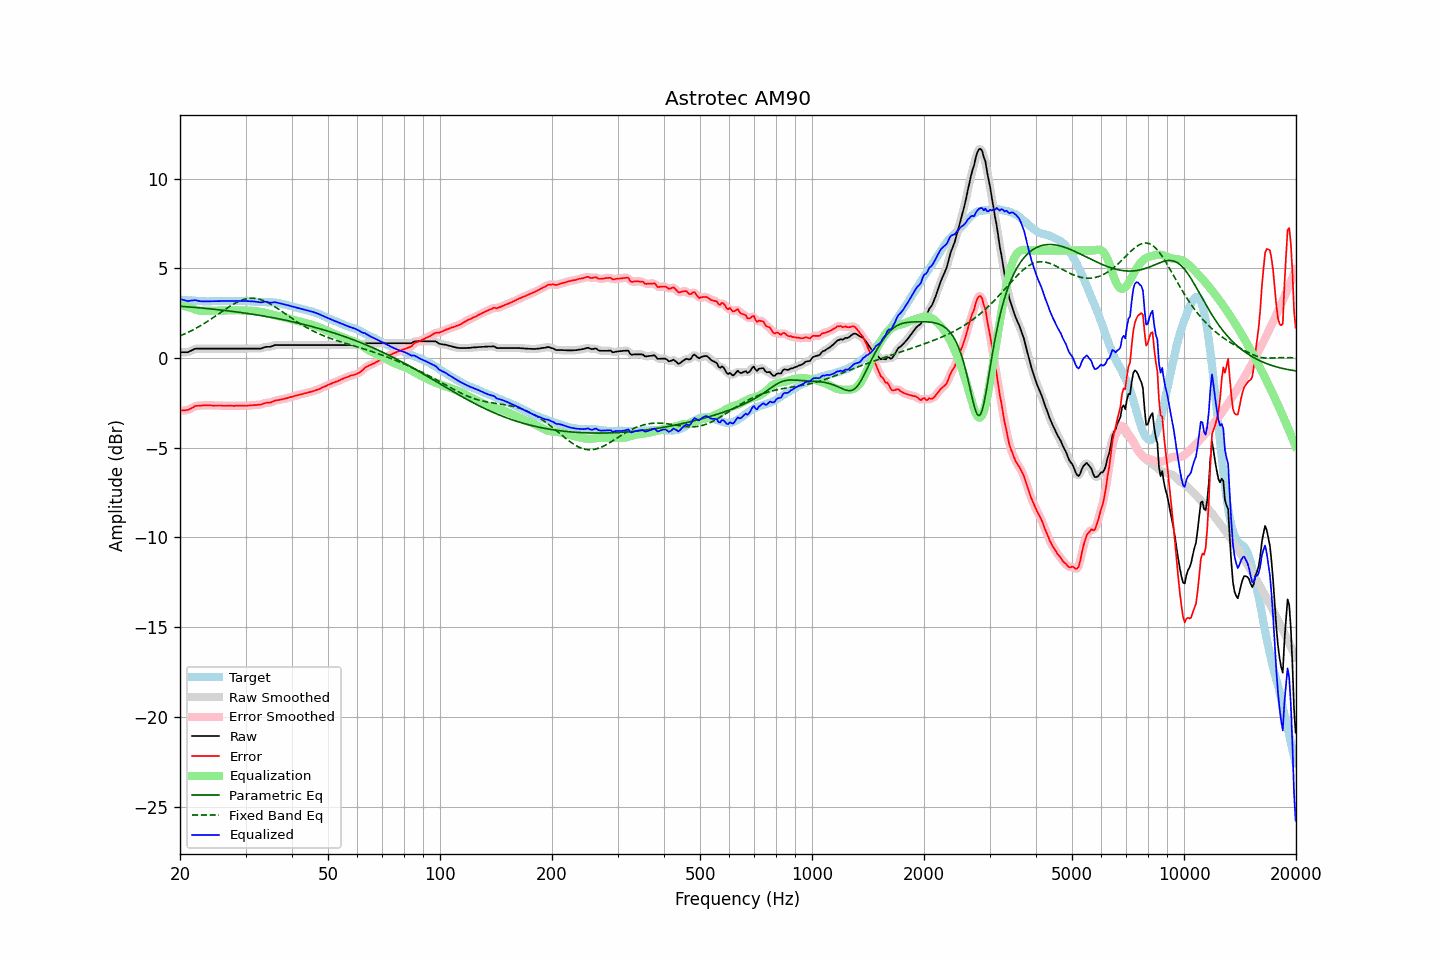 Astrotec AM90
Amplitude (dBr)
10
5
0
−5
−10
−15
−20
−25
Target
Raw Smoothed
Error Smoothed
Raw
Error
Equalization
Parametric Eq
Fixed Band Eq
Equalized
20 50 100 200 500 1000 2000 5000 10000 20000
Frequency (Hz)